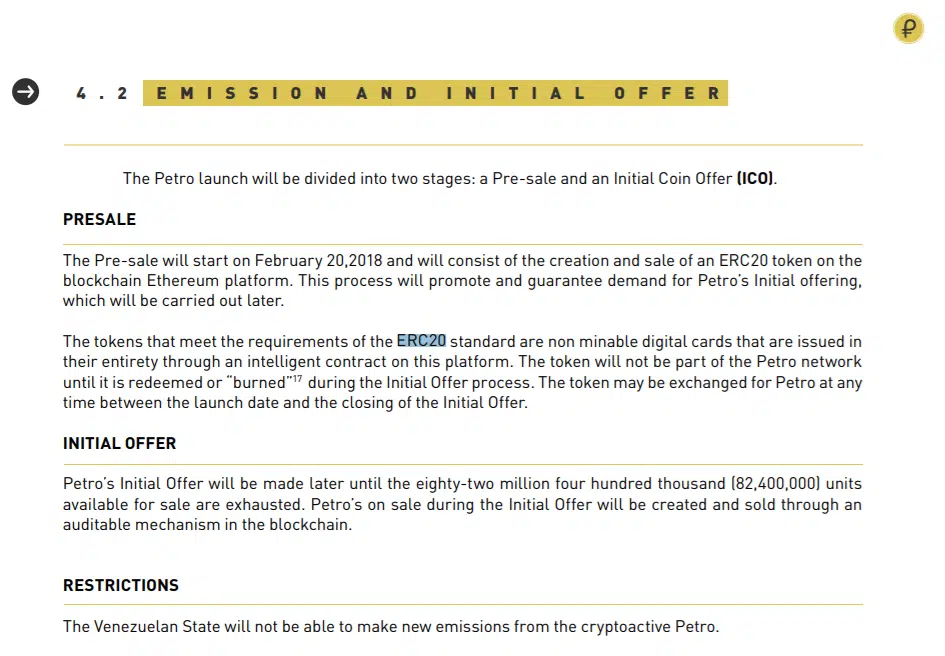 4.2 EMISSION AND INITIAL OFFER
The Petro launch will be divided into two stages: a Pre-sale and an Initial Coin Offer (ICO).
PRESALE
The Pre-sale will start on February 20,2018 and will consist of the creation and sale of an ERC20 token on the
blockchain Ethereum platform. This process will promote and guarantee demand for Petro's Initial offering,
which will be carried out later.
The tokens that meet the requirements of the ERC20 standard are non minable digital cards that are issued in
their entirety through an intelligent contract on this platform. The token will not be part of the Petro network
until it is redeemed or “burned”17 during the Initial Offer process. The token may be exchanged for Petro at any
time between the launch date and the closing of the Initial Offer.
INITIAL OFFER
Petro's Initial Offer will be made later until the eighty-two million four hundred thousand (82,400,000) units
available for sale are exhausted. Petro's on sale during the Initial Offer will be created and sold through an
auditable mechanism in the blockchain.
RESTRICTIONS
The Venezuelan State will not be able to make new emissions from the cryptoactive Petro.